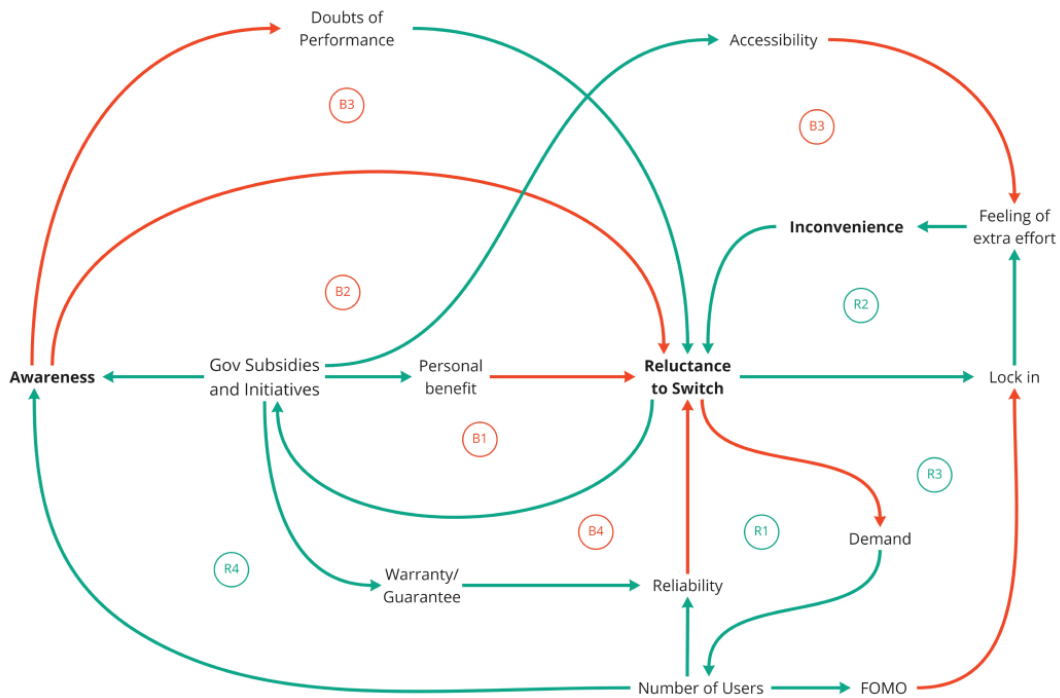 Doubts of
Performance
Accessibility
B3
B3
Inconvenience
Feeling of
extra effort
B2
R2
Awareness
Gov Subsidies
and Initiatives
Personal
benefit
Reluctance
to Switch
Lock in
B1
R3
B4
R1
Demand
R4
Warranty/
Guarantee
Reliability
Number of Users
FOMO